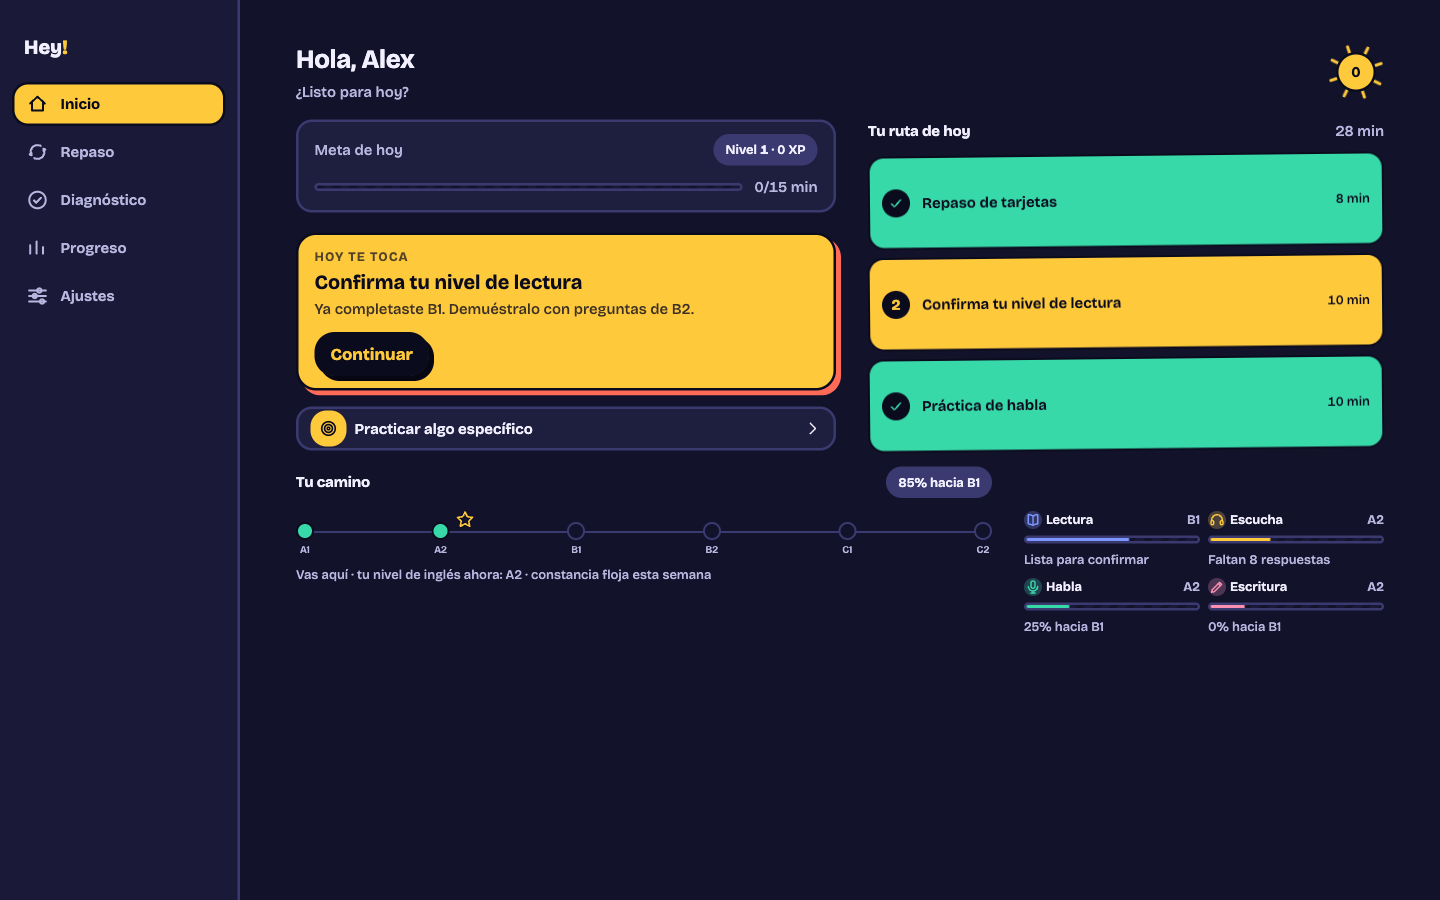 Hey!
Inicio
Repaso
Diagnóstico
Progreso
Ajustes
Hola, Alex
¿Listo para hoy?
0
Meta de hoy
Nivel 1 · 0 XP
0/15 min
HOY TE TOCA
Confirma tu nivel de lectura
Ya completaste B1. Demuéstralo con preguntas de B2.
Continuar
Practicar algo específico
Tu ruta de hoy
28 min
Repaso de tarjetas
8 min
2
Confirma tu nivel de lectura
10 min
Práctica de habla
10 min
Tu camino
85% hacia B1
A1
A2
B1
B2
C1
C2
Vas aquí · tu nivel de inglés ahora: A2 · constancia floja esta semana
Lectura
B1
Lista para confirmar
Escucha
A2
Faltan 8 respuestas
Habla
A2
25% hacia B1
Escritura
A2
0% hacia B1